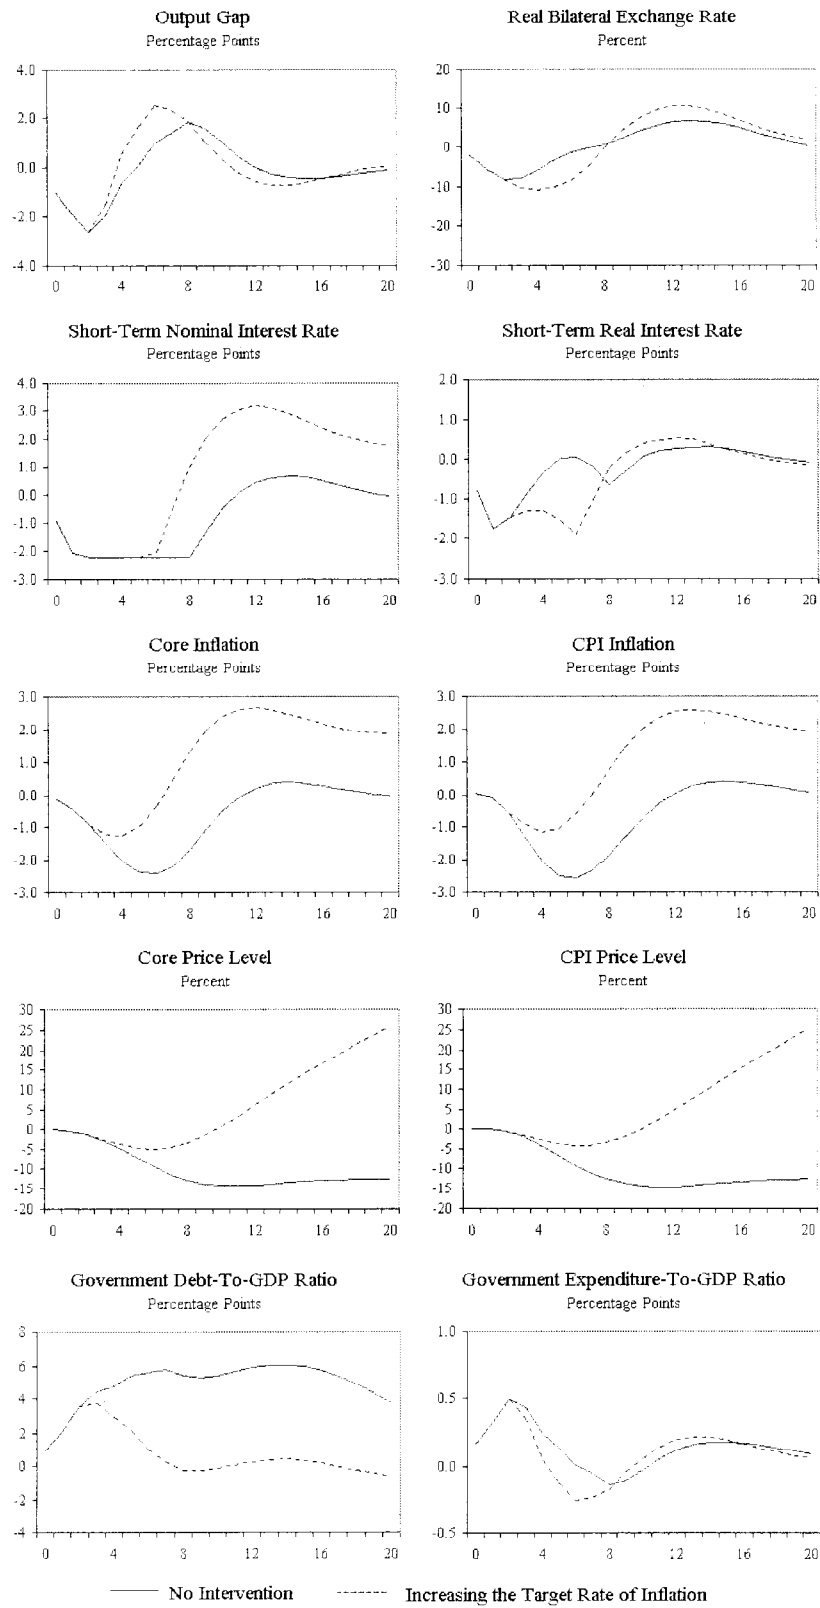 Output Gap
Percentage Points
4.0
2.0
0.0
-2.0
-4.0
0 4 8 12 16 20
Real Bilateral Exchange Rate
Percent
20
10
0
-10
-20
-30
0 4 8 12 16 20
Short-Term Nominal Interest Rate
Percentage Points
4.0
3.0
2.0
1.0
0.0
-1.0
-2.0
-3.0
0 4 8 12 16 20
Short-Term Real Interest Rate
Percentage Points
2.0
1.0
0.0
-1.0
-2.0
-3.0
0 4 8 12 16 20
Core Inflation
Percentage Points
3.0
2.0
1.0
0.0
-1.0
-2.0
-3.0
0 4 8 12 16 20
CPI Inflation
Percentage Points
3.0
2.0
1.0
0.0
-1.0
-2.0
-3.0
0 4 8 12 16 20
Core Price Level
Percent
30
25
20
15
10
5
0
-5
-10
-15
-20
0 4 8 12 16 20
CPI Price Level
Percent
30
25
20
15
10
5
0
-5
-10
-15
-20
0 4 8 12 16 20
Government Debt-To-GDP Ratio
Percentage Points
8
6
4
2
0
-2
-4
0 4 8 12 16 20
Government Expenditure-To-GDP Ratio
Percentage Points
1.0
0.5
0.0
-0.5
0 4 8 12 16 20
No Intervention
Increasing the Target Rate of Inflation